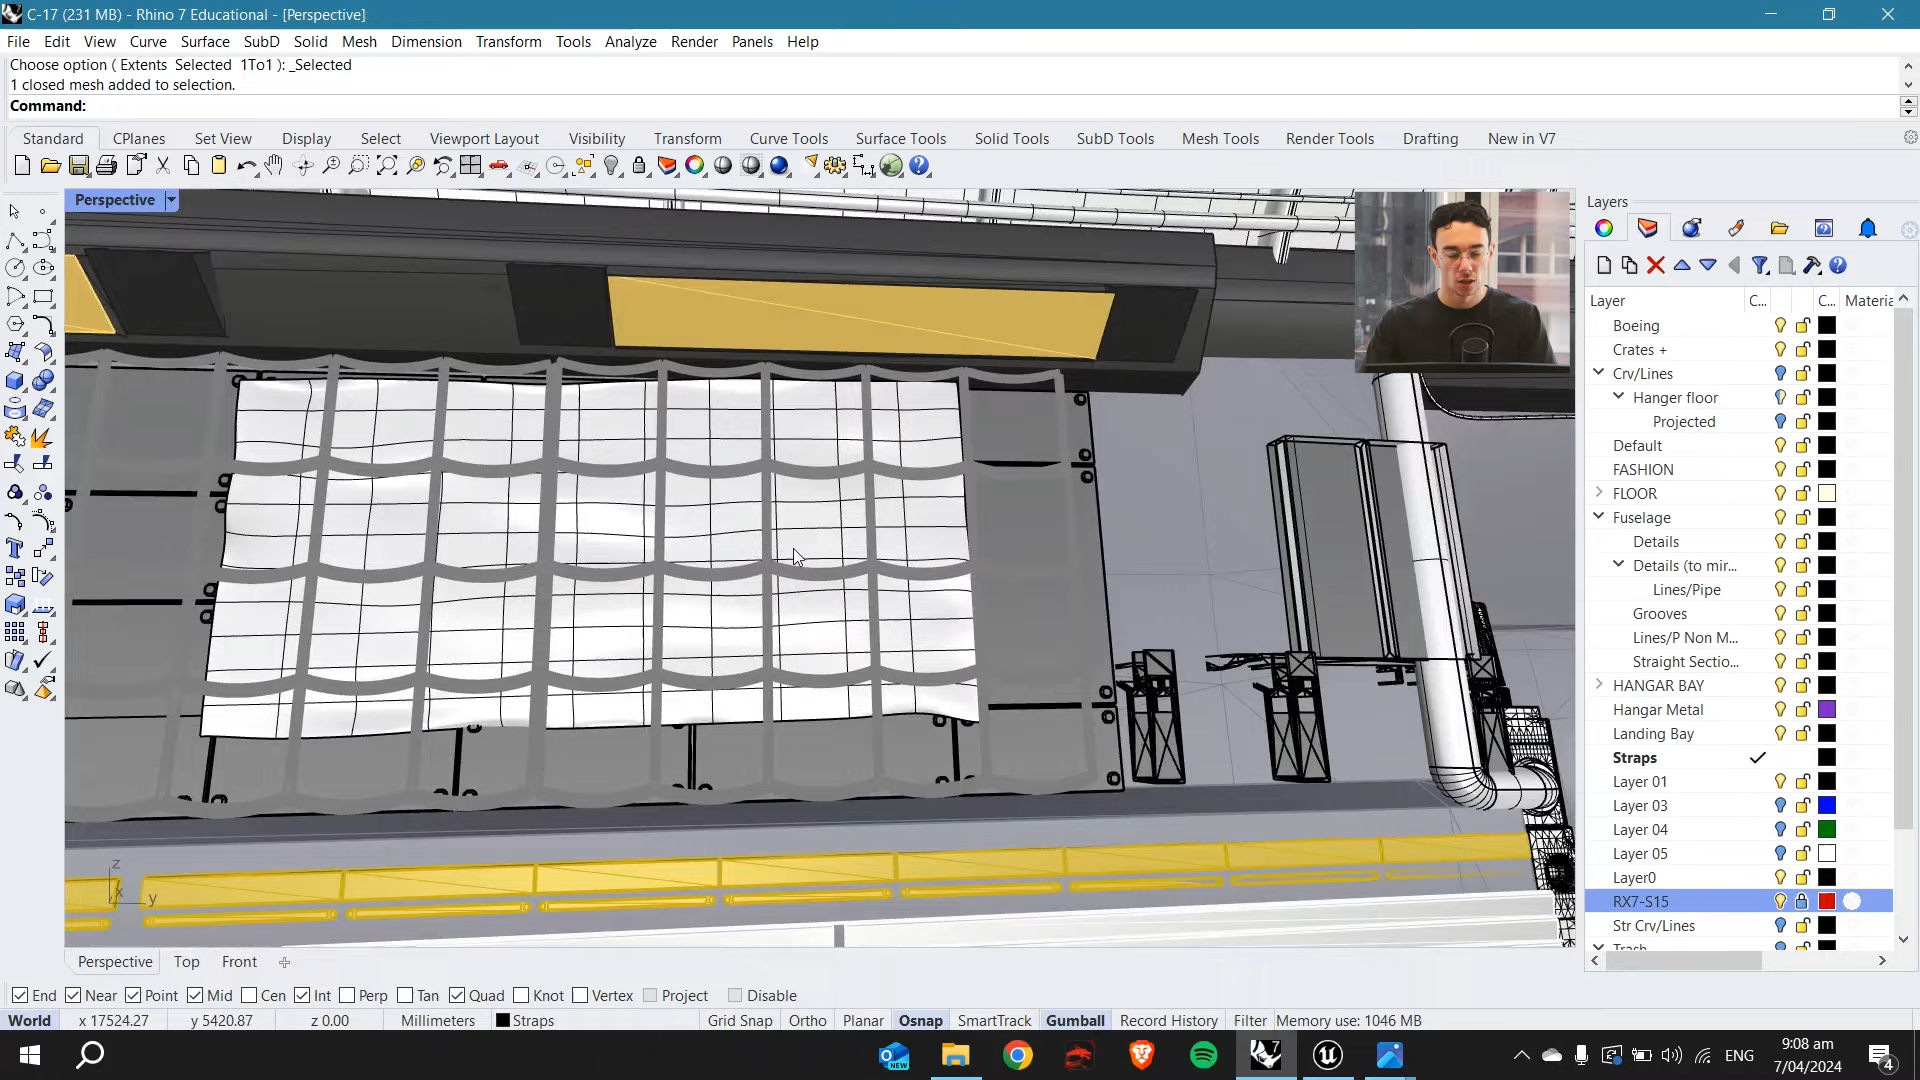 C-17 (231 MB) - Rhino 7 Educational - [Perspective]
File Edit View Curve Surface SubD Solid Mesh Dimension Transform Tools Analyze Render Panels Help
Choose option ( Extents Selected 1To1 ): _Selected
1 closed mesh added to selection.
Command:
Standard CPlanes Set View Display Select Viewport Layout Visibility Transform Curve Tools Surface Tools Solid Tools SubD Tools Mesh Tools Render Tools Drafting New in V7
Perspective
Layers
Layer C... C... Materia
Boeing
Crates +
Crv/Lines
Hanger floor
Projected
Default
FASHION
FLOOR
Fuselage
Details
Details (to mir...
Lines/Pipe
Grooves
Lines/P Non M...
Straight Sectio...
HANGAR BAY
Hangar Metal
Landing Bay
Straps
Layer 01
Layer 03
Layer 04
Layer 05
Layer0
RX7-S15
Str Crv/Lines
Trash
z
x y
Perspective Top Front
End Near Point Mid Cen Int Perp Tan Quad Knot Vertex Project Disable
World x 17524.27 y 5420.87 z 0.00 Millimeters Straps Grid Snap Ortho Planar Osnap SmartTrack Gumball Record History Filter Memory use: 1046 MB
NEW
ENG
9:08 am
7/04/2024
4